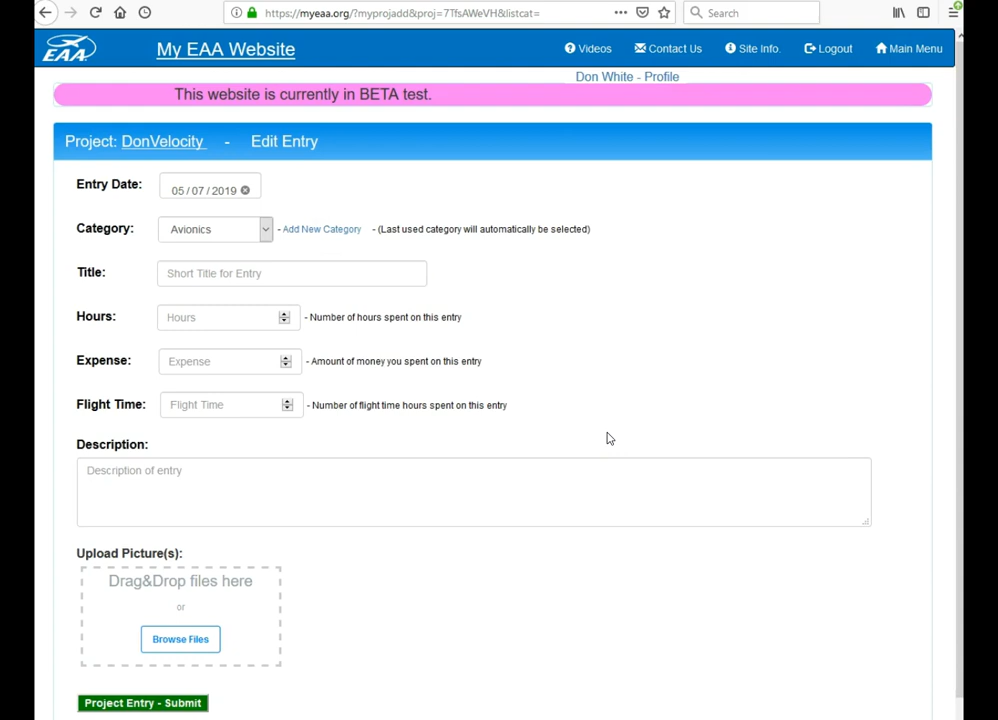 https://myeaa.org/?myprojadd&proj=7TfsAWeVH&listcat=
Search
EAA
My EAA Website
Videos
Contact Us
Site Info.
Logout
Main Menu
Don White - Profile
This website is currently in BETA test.
Project: DonVelocity - Edit Entry
Entry Date: 05 / 07 / 2019
Category: Avionics - Add New Category - (Last used category will automatically be selected)
Title: Short Title for Entry
Hours: Hours - Number of hours spent on this entry
Expense: Expense - Amount of money you spent on this entry
Flight Time: Flight Time - Number of flight time hours spent on this entry
Description:
Description of entry
Upload Picture(s):
Drag&Drop files here
or
Browse Files
Project Entry - Submit